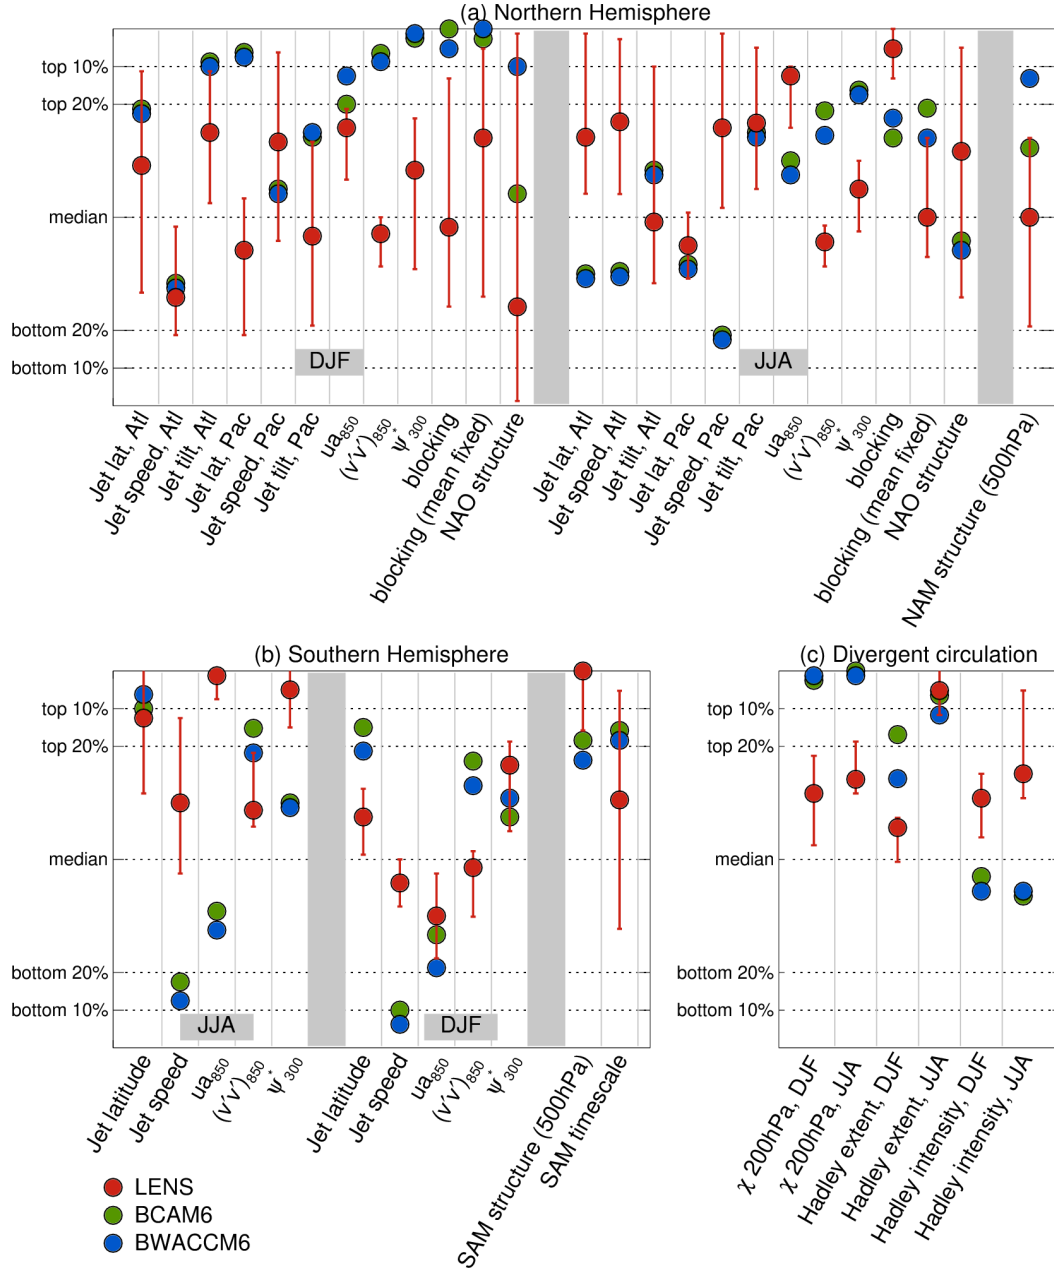 (a) Northern Hemisphere
top 10%
top 20%
median
bottom 20%
bottom 10%
DJF
JJA
Jet lat, Atl
Jet speed, Atl
Jet tilt, Atl
Jet lat, Pac
Jet speed, Pac
Jet tilt, Pac
ua850
(v'v')850
ψ*300
blocking
blocking (mean fixed)
NAO structure
Jet lat, Atl
Jet speed, Atl
Jet tilt, Atl
Jet lat, Pac
Jet speed, Pac
Jet tilt, Pac
ua850
(v'v')850
ψ*300
blocking
blocking (mean fixed)
NAO structure
NAM structure (500hPa)
(b) Southern Hemisphere
top 10%
top 20%
median
bottom 20%
bottom 10%
JJA
DJF
Jet latitude
Jet speed
ua850
(v'v')850
ψ*300
Jet latitude
Jet speed
ua850
(v'v')850
ψ*300
SAM structure (500hPa)
SAM timescale
(c) Divergent circulation
top 10%
top 20%
median
bottom 20%
bottom 10%
χ 200hPa, DJF
χ 200hPa, JJA
Hadley extent, DJF
Hadley extent, JJA
Hadley intensity, DJF
Hadley intensity, JJA
LENS
BCAM6
BWACCM6